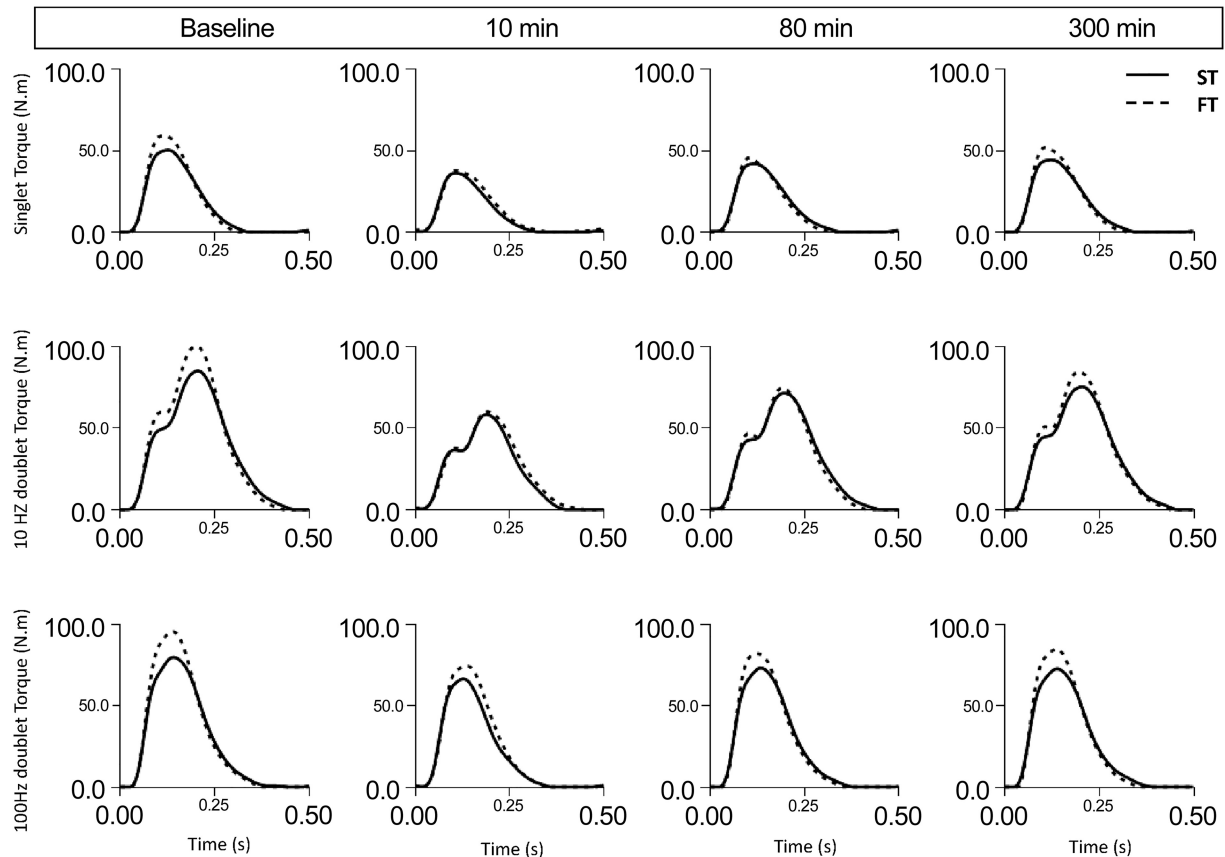 Baseline 10 min 80 min 300 min
Singlet Torque (N.m)
100.0 100.0 100.0 100.0
ST
FT
50.0 50.0 50.0 50.0
0.0 0.0 0.0 0.0
0.00 0.25 0.50 0.00 0.25 0.50 0.00 0.25 0.50 0.00 0.25 0.50
10 HZ doublet Torque (N.m)
100.0 100.0 100.0 100.0
50.0 50.0 50.0 50.0
0.0 0.0 0.0 0.0
0.00 0.25 0.50 0.00 0.25 0.50 0.00 0.25 0.50 0.00 0.25 0.50
100Hz doublet Torque (N.m)
100.0 100.0 100.0 100.0
50.0 50.0 50.0 50.0
0.0 0.0 0.0 0.0
0.00 0.25 0.50 0.00 0.25 0.50 0.00 0.25 0.50 0.00 0.25 0.50
Time (s) Time (s) Time (s) Time (s)